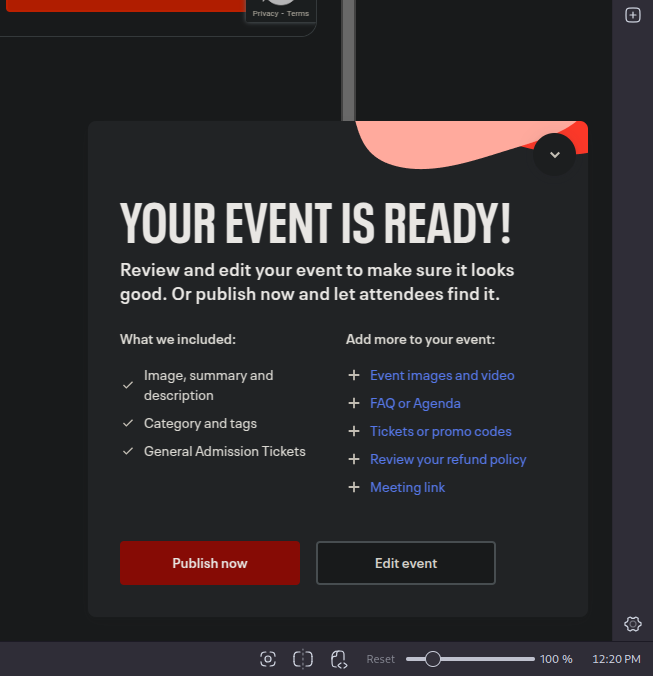 Privacy - Terms
YOUR EVENT IS READY!
Review and edit your event to make sure it looks
good. Or publish now and let attendees find it.
What we included:
Image, summary and
description
Category and tags
General Admission Tickets
Add more to your event:
Event images and video
FAQ or Agenda
Tickets or promo codes
Review your refund policy
Meeting link
Publish now
Edit event
Reset
100 %
12:20 PM